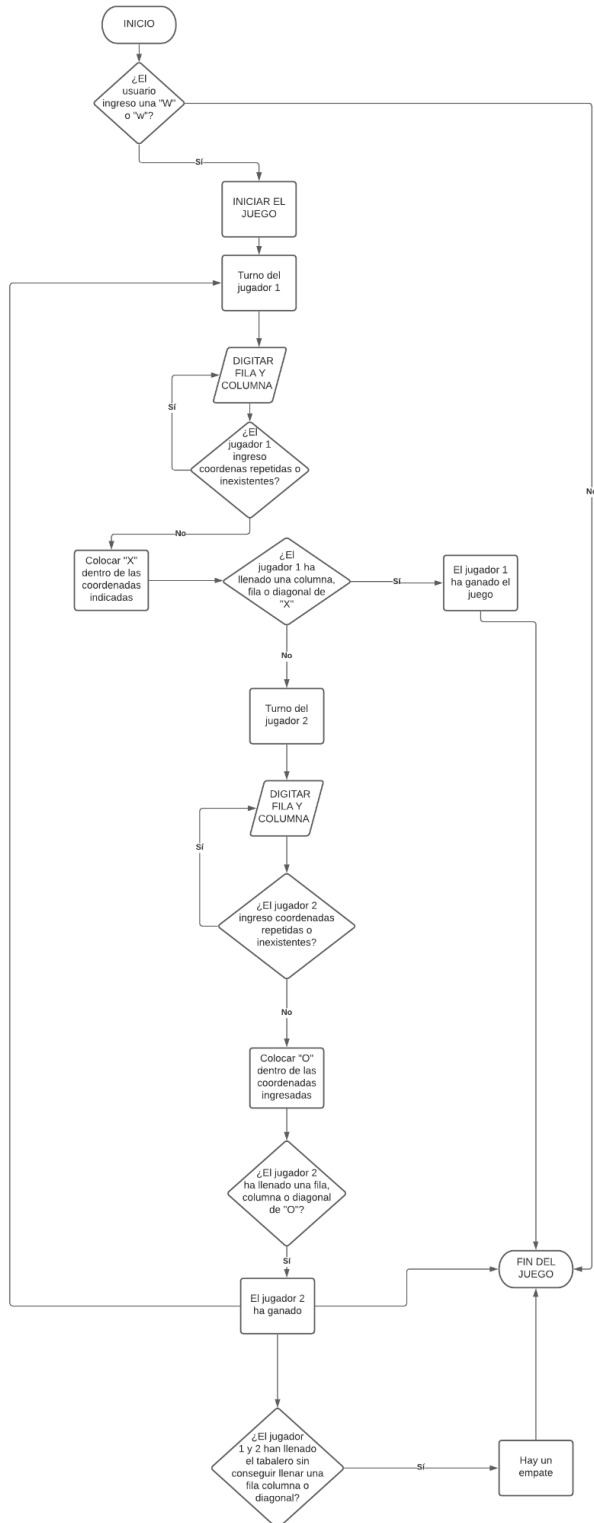 INICIO
¿El
usuario
ingreso una "W"
o "w"?
Sí
INICIAR EL
JUEGO
Turno del
jugador 1
DIGITAR
FILA Y
COLUMNA
Sí
¿El
jugador 1
ingreso
coordenas repetidas o
inexistentes?
No
No
Colocar "X"
dentro de las
coordenadas
indicadas
¿El
jugador 1 ha
llenado una columna,
fila o diagonal de
"X"
Sí
El jugador 1
ha ganado el
juego
No
Turno del
jugador 2
DIGITAR
FILA Y
COLUMNA
Sí
¿El jugador 2
ingreso coordenadas
repetidas o
inexistentes?
No
Colocar "O"
dentro de las
coordenadas
ingresadas
¿El jugador 2
ha llenado una fila,
columna o diagonal
de "O"?
Sí
El jugador 2
ha ganado
FIN DEL
JUEGO
¿El jugador
1 y 2 han llenado
el tabalero sin
conseguir llenar una
fila columna o
diagonal?
Sí
Hay un
empate